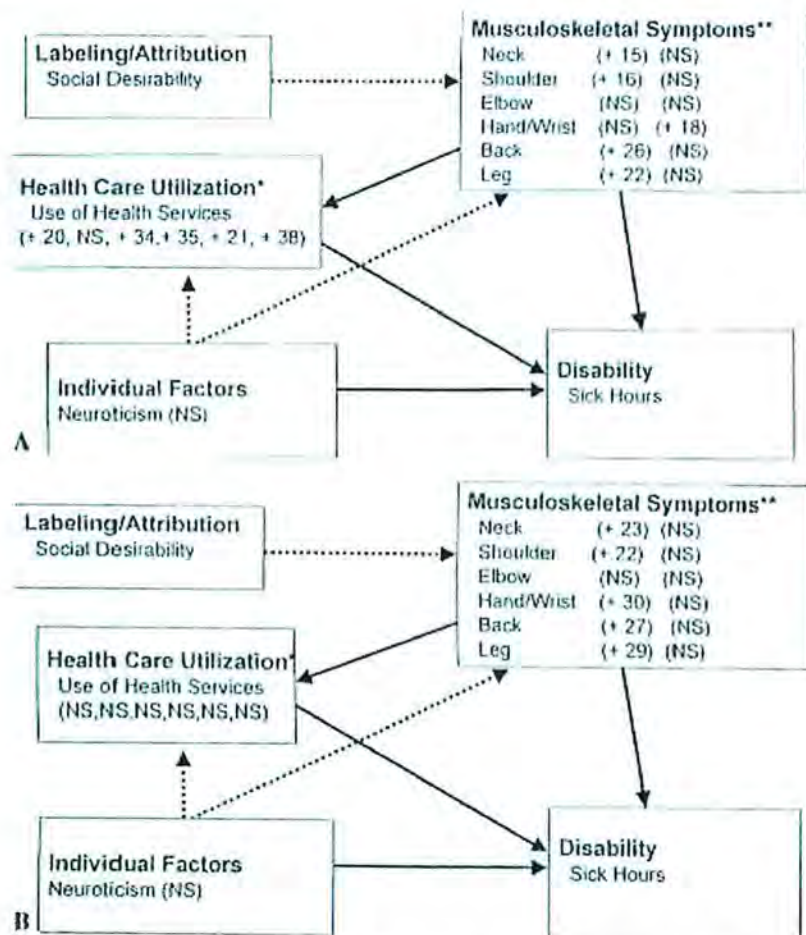 Labeling/Attribution
Social Desirability
Musculoskeletal Symptoms**
Neck (+ 15) (NS)
Shoulder (+ 16) (NS)
Elbow (NS) (NS)
Hand/Wrist (NS) (+ 18)
Back (+ 26) (NS)
Leg (+ 22) (NS)
Health Care Utilization*
Use of Health Services
(+ 20, NS, + 34,+ 35, + 21, + 38)
Individual Factors
Neuroticism (NS)
Disability
Sick Hours
A
Labeling/Attribution
Social Desirability
Musculoskeletal Symptoms**
Neck (+ 23) (NS)
Shoulder (+.22) (NS)
Elbow (NS) (NS)
Hand/Wrist (+ 30) (NS)
Back (+ 27) (NS)
Leg (+ 29) (NS)
Health Care Utilization*
Use of Health Services
(NS,NS,NS,NS,NS,NS)
Individual Factors
Neuroticism (NS)
Disability
Sick Hours
B